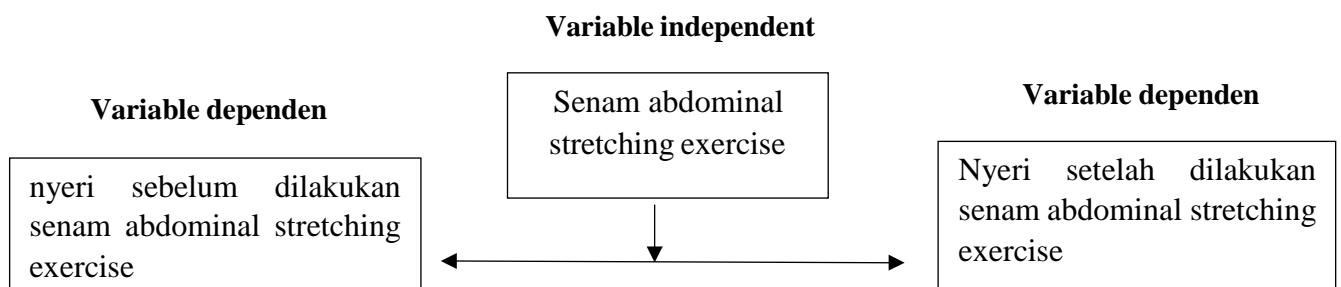 Variable independent
Senam abdominal
stretching exercise
Variable dependen
nyeri sebelum dilakukan
senam abdominal stretching
exercise
Variable dependen
Nyeri setelah dilakukan
senam abdominal stretching
exercise